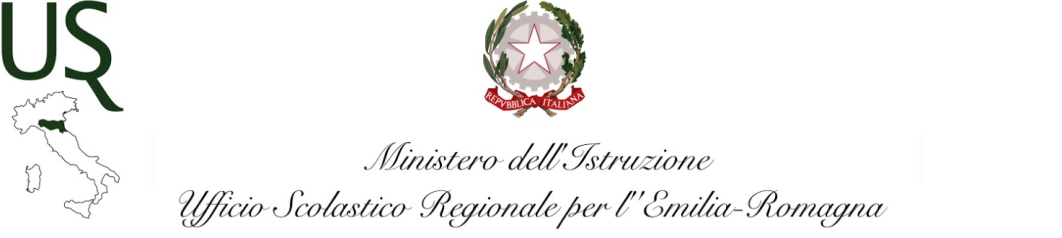 USR
REPVBBLICA ITALIANA
Ministero dell'Istruzione
Ufficio Scolastico Regionale per l''Emilia-Romagna